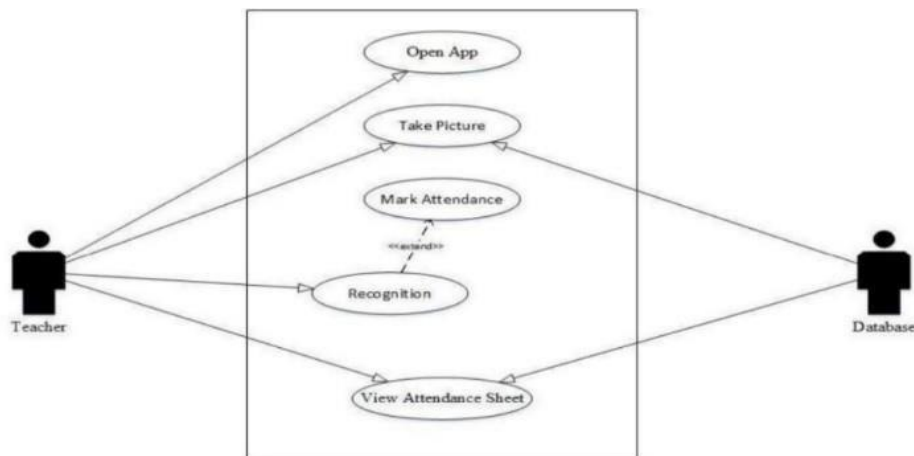 Open App
Take Picture
Mark Attendance
<<extend>>
Recognition
Teacher
Database
View Attendance Sheet